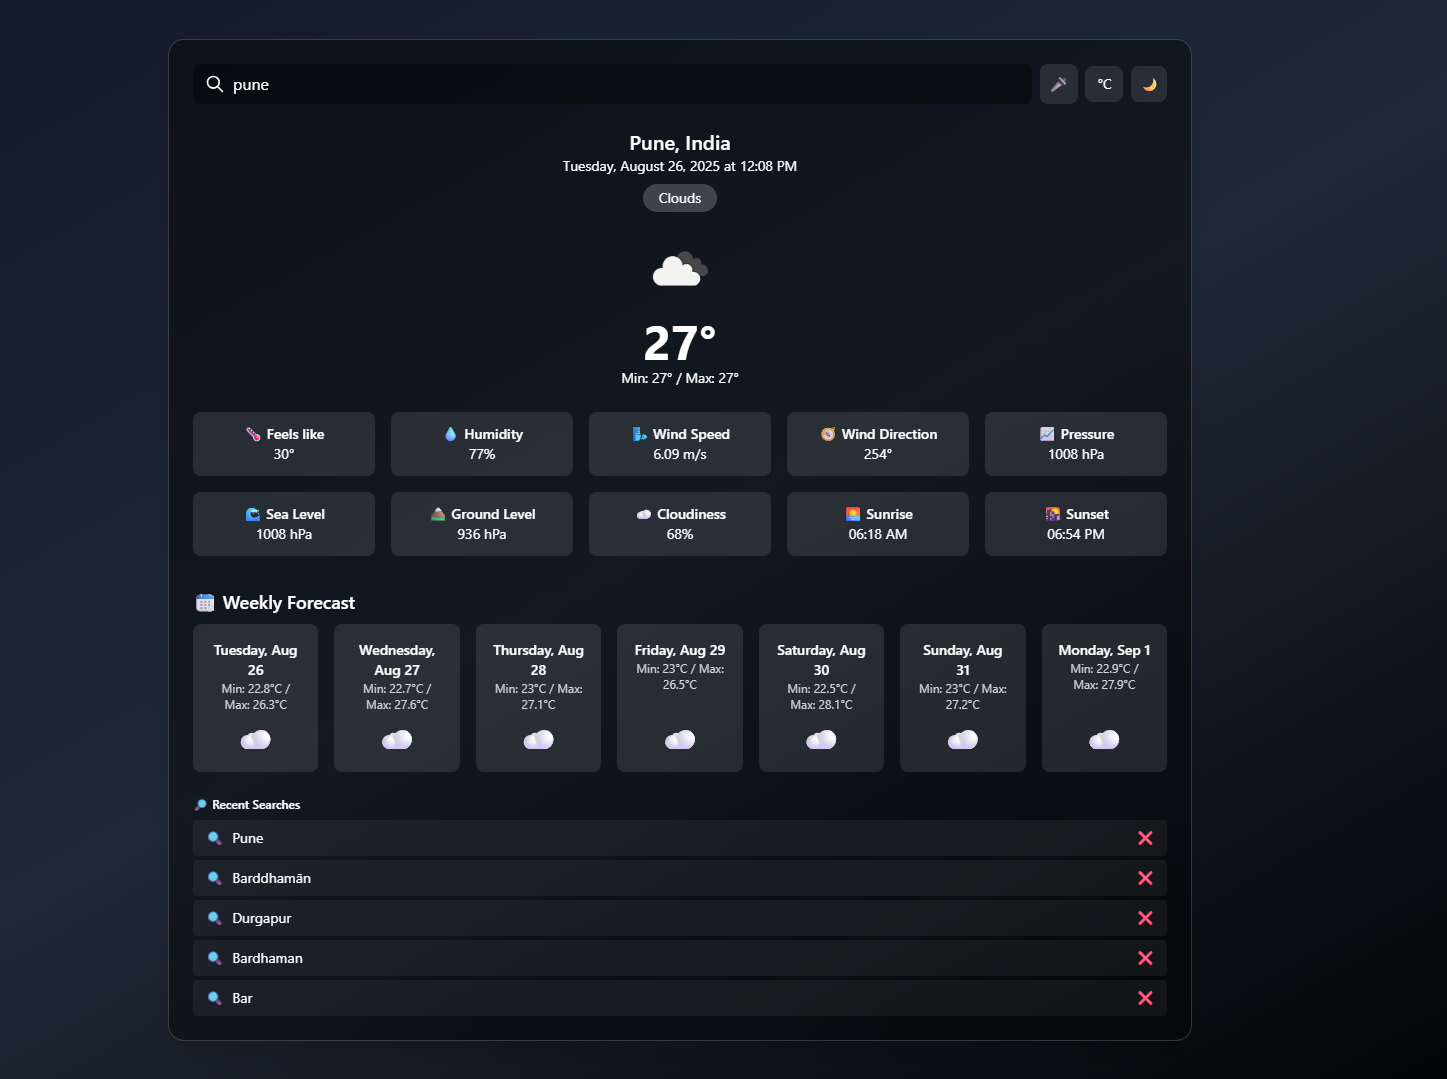 pune
°C
Pune, India
Tuesday, August 26, 2025 at 12:08 PM
Clouds
27°
Min: 27° / Max: 27°
Feels like
30°
Humidity
77%
Wind Speed
6.09 m/s
Wind Direction
254°
Pressure
1008 hPa
Sea Level
1008 hPa
Ground Level
936 hPa
Cloudiness
68%
Sunrise
06:18 AM
Sunset
06:54 PM
Weekly Forecast
Tuesday, Aug
26
Min: 22.8°C /
Max: 26.3°C
Wednesday,
Aug 27
Min: 22.7°C /
Max: 27.6°C
Thursday, Aug
28
Min: 23°C / Max:
27.1°C
Friday, Aug 29
Min: 23°C / Max:
26.5°C
Saturday, Aug
30
Min: 22.5°C /
Max: 28.1°C
Sunday, Aug
31
Min: 23°C / Max:
27.2°C
Monday, Sep 1
Min: 22.9°C /
Max: 27.9°C
Recent Searches
Pune
Barddhamān
Durgapur
Bardhaman
Bar